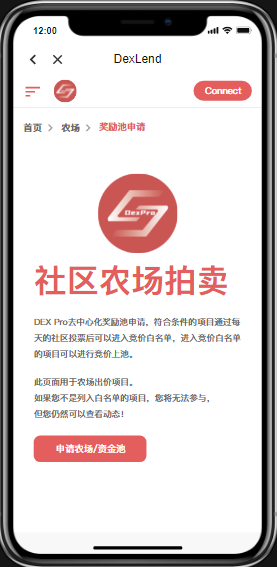 12:00
DexLend
Connect
首页 > 农场 > 奖励池申请
DexPro
社区农场拍卖
DEX Pro去中心化奖励池申请，符合条件的项目通过每
天的社区投票后可以进入竞价白名单，进入竞价白名单
的项目可以进行竞价上池。
此页面用于农场出价项目。
如果您不是列入白名单的项目，您将无法参与，
但您仍然可以查看动态！
申请农场/资金池